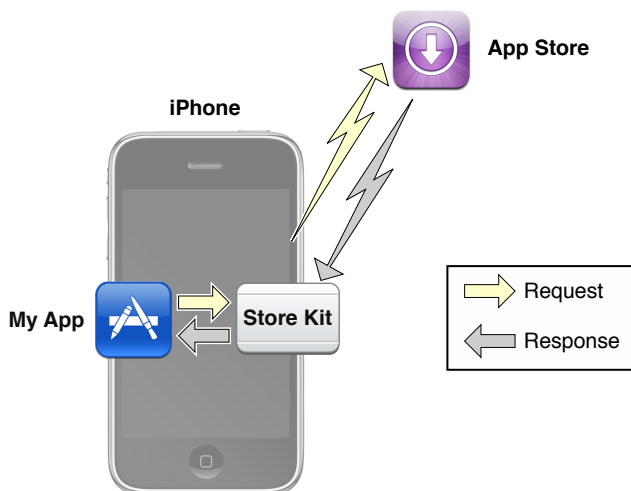 App Store
iPhone
My App
Store Kit
Request
Response